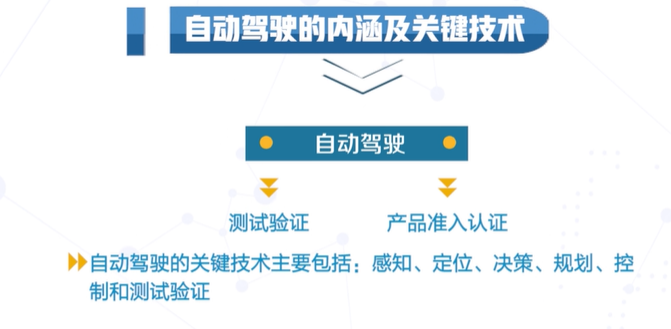 自动驾驶的内涵及关键技术
自动驾驶
测试验证 产品准入认证
自动驾驶的关键技术主要包括：感知、定位、决策、规划、控
制和测试验证